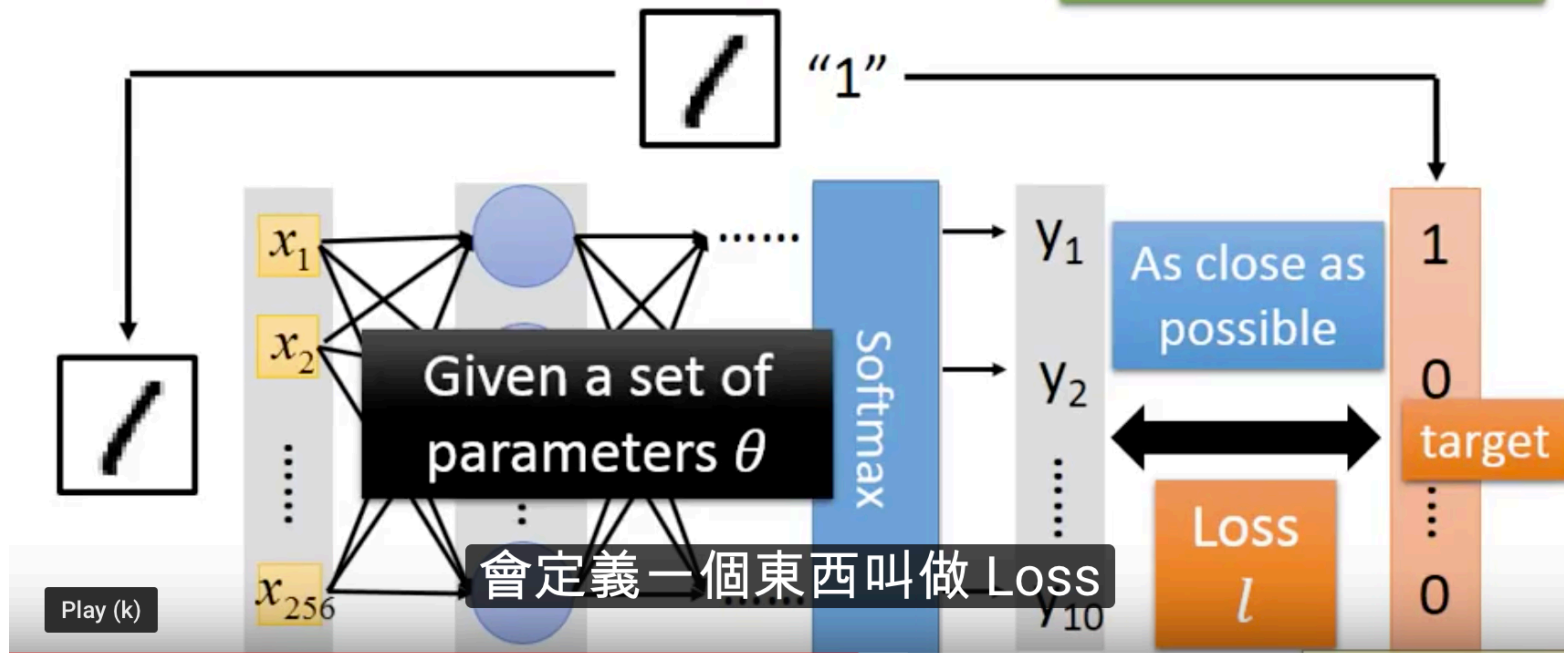 “1”
x1
x2
......
x256
Given a set of
parameters θ
......
Softmax
y1
y2
......
y10
As close as
possible
Loss
l
1
0
target
0
會定義一個東西叫做 Loss
Play (k)